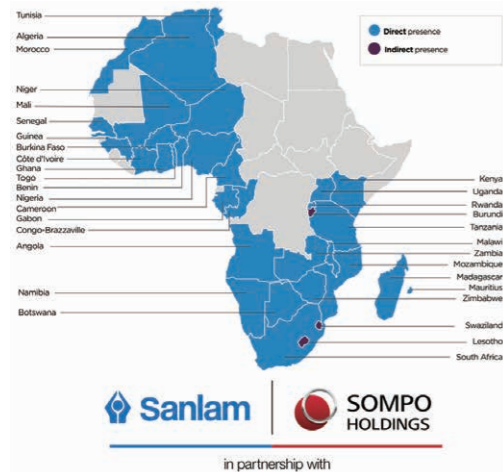 Tunisia
Algeria
Morocco
Niger
Mali
Senegal
Guinea
Burkina Faso
Côte d'Ivoire
Ghana
Togo
Benin
Nigeria
Cameroon
Gabon
Congo-Brazzaville
Angola
Namibia
Botswana
Direct presence
Indirect presence
Kenya
Uganda
Rwanda
Burundi
Tanzania
Malawi
Zambia
Mozambique
Madagascar
Mauritius
Zimbabwe
Swaziland
Lesotho
South Africa
Sanlam
SOMPO
HOLDINGS
in partnership with